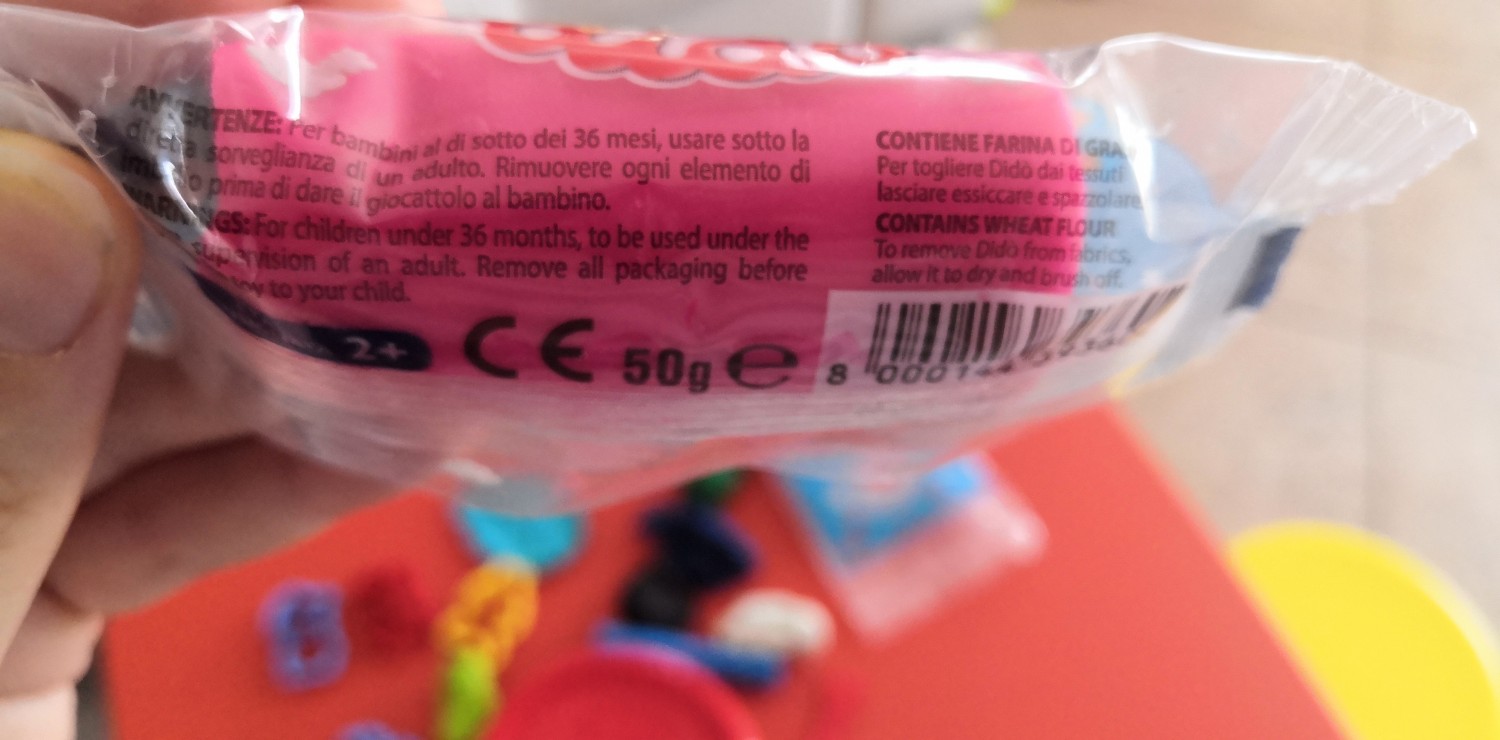 AVVERTENZE: Per bambini al di sotto dei 36 mesi, usare sotto la
diretta sorveglianza di un adulto. Rimuovere ogni elemento di
prima di dare il giocattolo al bambino.
WARNINGS: For children under 36 months, to be used under the
supervision of an adult. Remove all packaging before
to your child.
CONTIENE FARINA DI
Per togliere Didò dai tessuti
lasciare essiccare e spazzolare
CONTAINS WHEAT FLOUR
To remove Didò from fabrics,
allow it to dry and brush off.
2+
CE 50g e
8 000